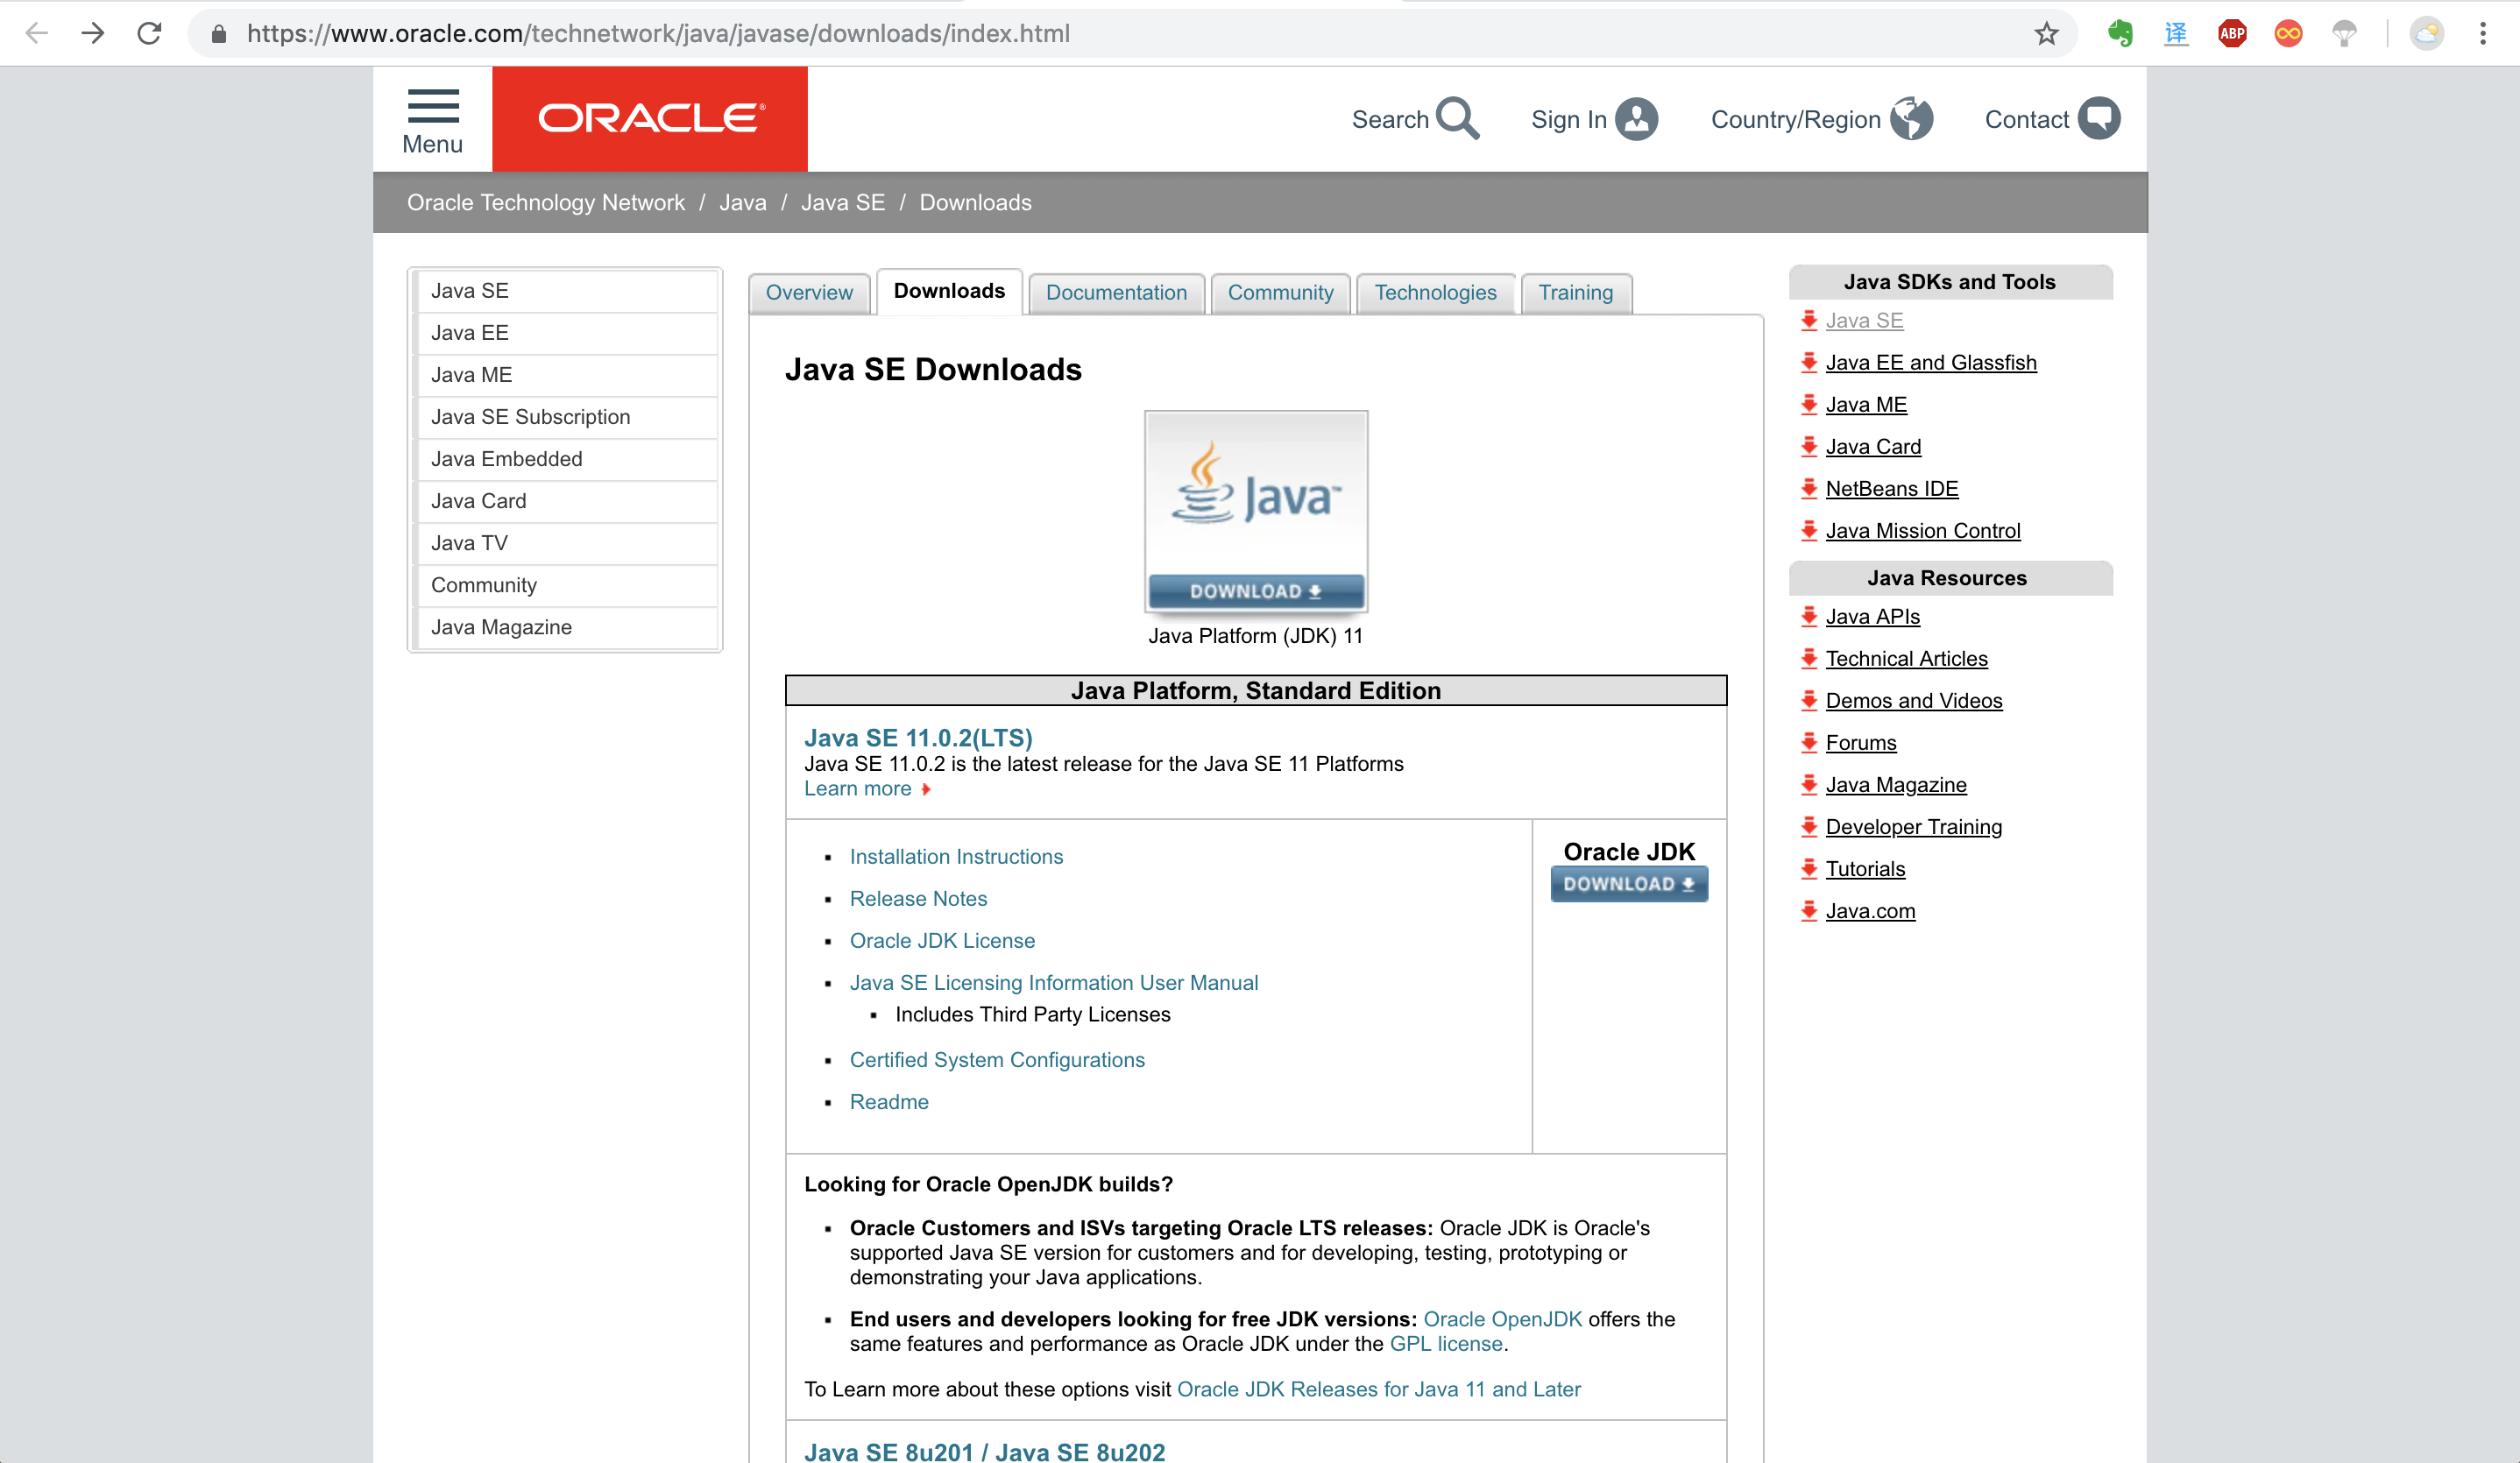 https://www.oracle.com/technetwork/java/javase/downloads/index.html
译
ABP
Menu
ORACLE®
Search
Sign In
Country/Region
Contact
Oracle Technology Network / Java / Java SE / Downloads
Java SE
Java EE
Java ME
Java SE Subscription
Java Embedded
Java Card
Java TV
Community
Java Magazine
Overview
Downloads
Documentation
Community
Technologies
Training
Java SE Downloads
Java™
DOWNLOAD
Java Platform (JDK) 11
Java Platform, Standard Edition
Java SE 11.0.2(LTS)
Java SE 11.0.2 is the latest release for the Java SE 11 Platforms
Learn more
Installation Instructions
Release Notes
Oracle JDK License
Java SE Licensing Information User Manual
Includes Third Party Licenses
Certified System Configurations
Readme
Oracle JDK
DOWNLOAD
Looking for Oracle OpenJDK builds?
Oracle Customers and ISVs targeting Oracle LTS releases: Oracle JDK is Oracle's
supported Java SE version for customers and for developing, testing, prototyping or
demonstrating your Java applications.
End users and developers looking for free JDK versions: Oracle OpenJDK offers the
same features and performance as Oracle JDK under the GPL license.
To Learn more about these options visit Oracle JDK Releases for Java 11 and Later
Java SE 8u201 / Java SE 8u202
Java SDKs and Tools
Java SE
Java EE and Glassfish
Java ME
Java Card
NetBeans IDE
Java Mission Control
Java Resources
Java APIs
Technical Articles
Demos and Videos
Forums
Java Magazine
Developer Training
Tutorials
Java.com